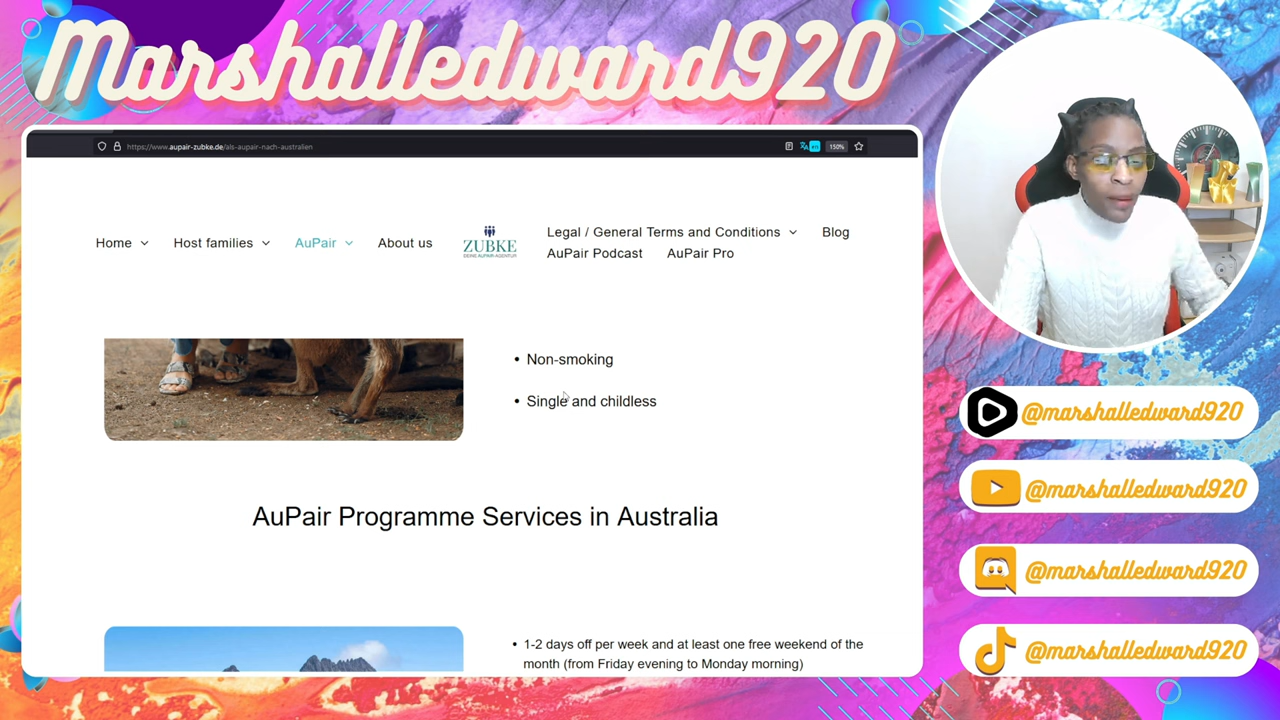 Marshalledward920
https://www.aupair-zubke.de/als-aupair-nach-australien
150%
Home
Host families
AuPair
About us
ZUBKE
DEINE AUPAIR-AGENTUR
Legal / General Terms and Conditions
Blog
AuPair Podcast
AuPair Pro
• Non-smoking
• Single and childless
AuPair Programme Services in Australia
• 1-2 days off per week and at least one free weekend of the
month (from Friday evening to Monday morning)
@marshalledward920
@marshalledward920
@marshalledward920
@marshalledward920